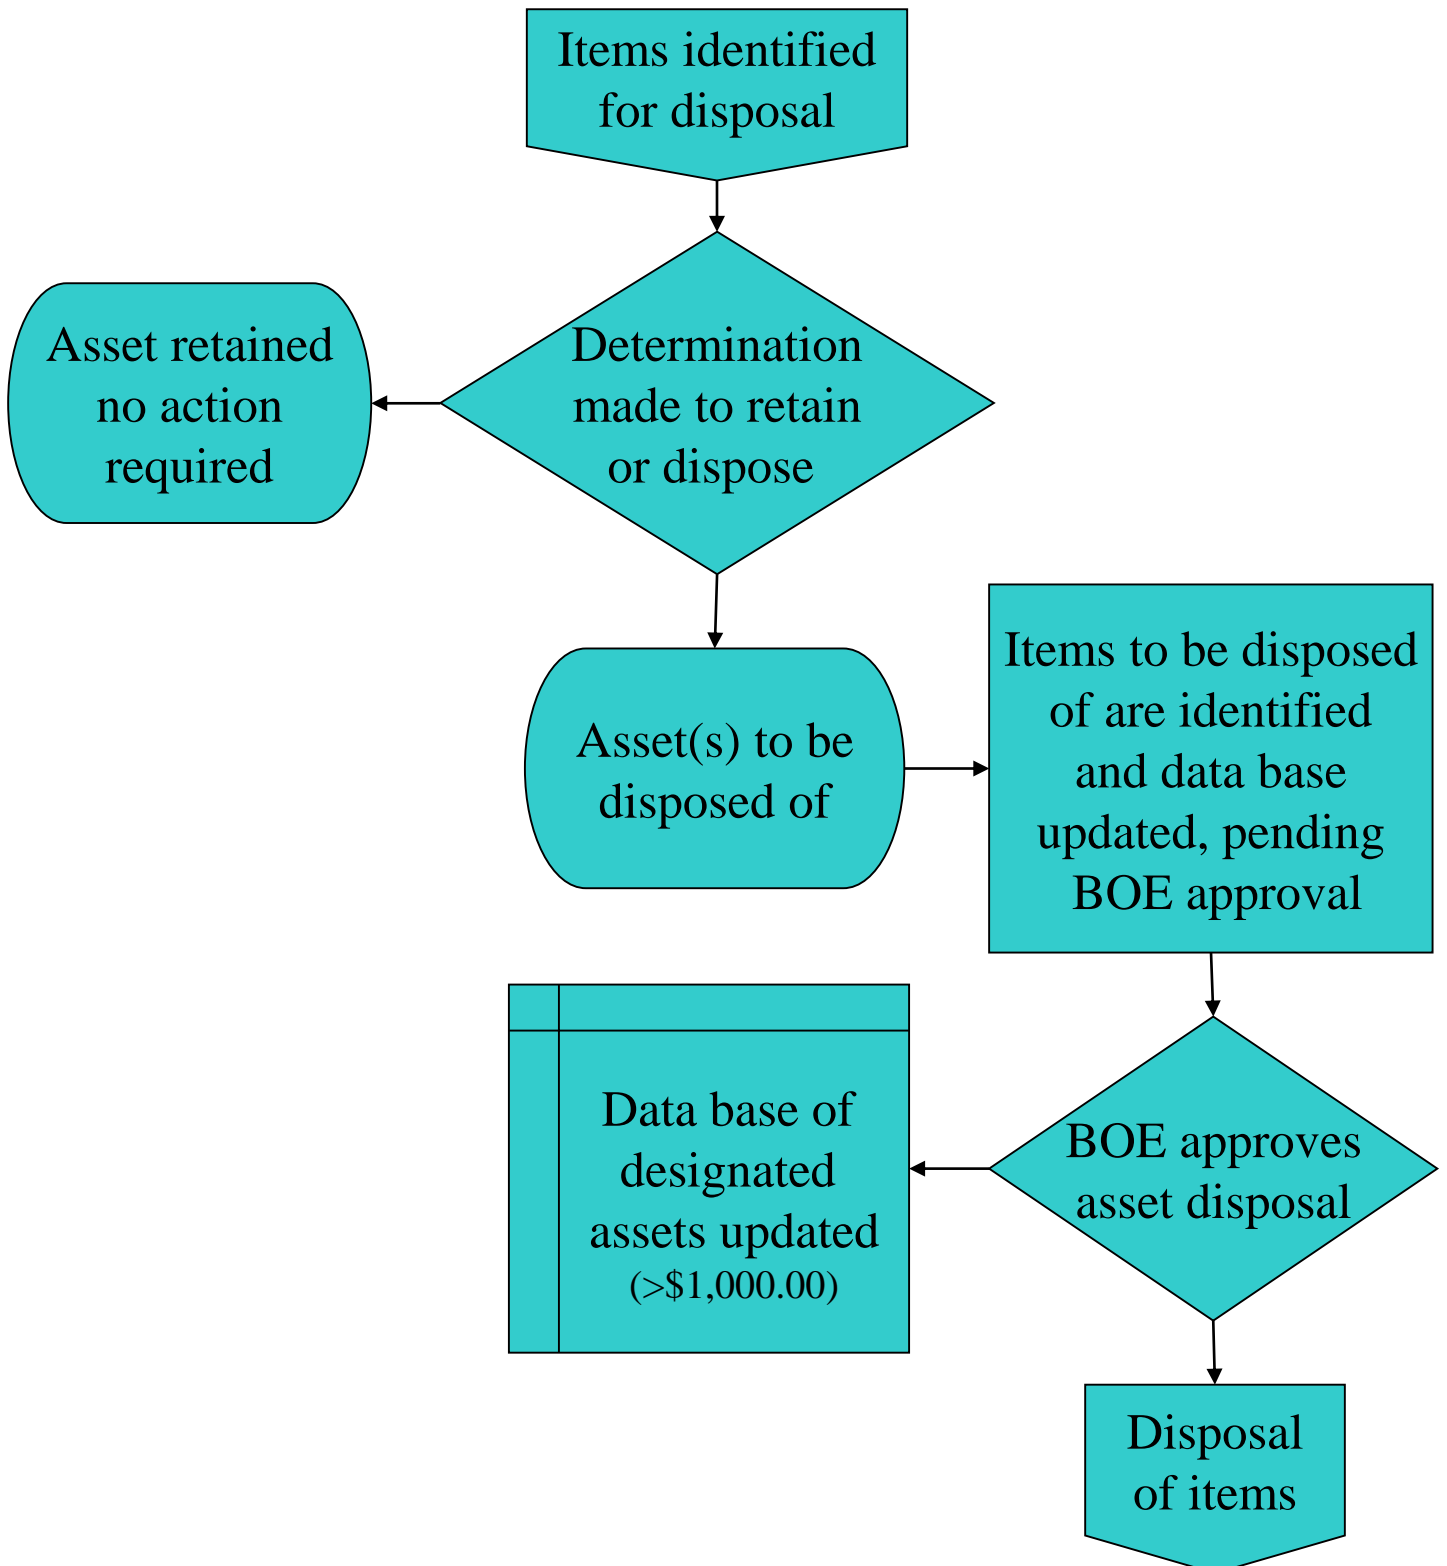 Items identified
for disposal
Asset retained
no action
required
Determination
made to retain
or dispose
Asset(s) to be
disposed of
Items to be disposed
of are identified
and data base
updated, pending
BOE approval
Data base of
designated
assets updated
(>$1,000.00)
BOE approves
asset disposal
Disposal
of items